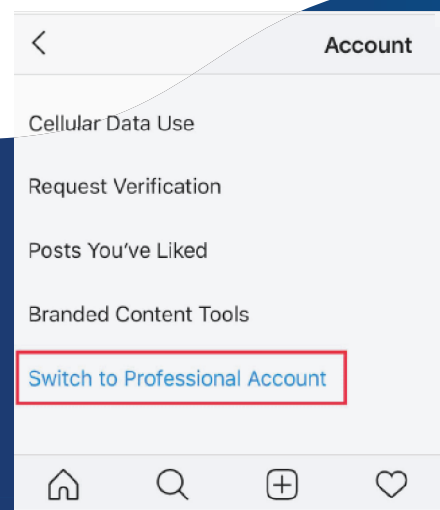 Account
Cellular Data Use
Request Verification
Posts You've Liked
Branded Content Tools
Switch to Professional Account